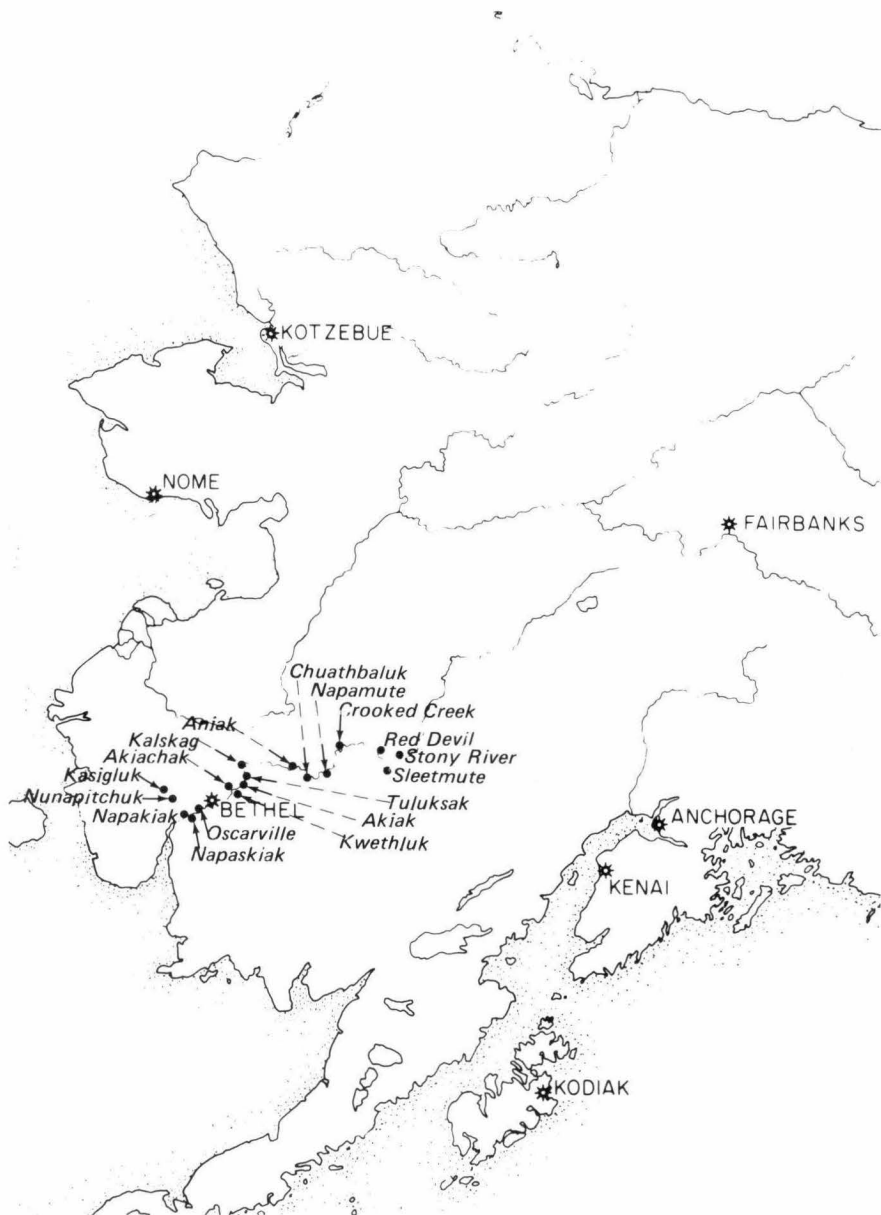 KOTZEBUE
NOME
FAIRBANKS
Chuathbaluk
Napamute
Crooked Creek
Aniak
Kalskag
Red Devil
Akiachak
Stony River
Kasigluk
Sleetmute
Nunapitchuk
BETHEL
Tuluksak
Napakiak
Akiak
Oscarville
Kwethluk
Napaskiak
ANCHORAGE
KENAI
KODIAK